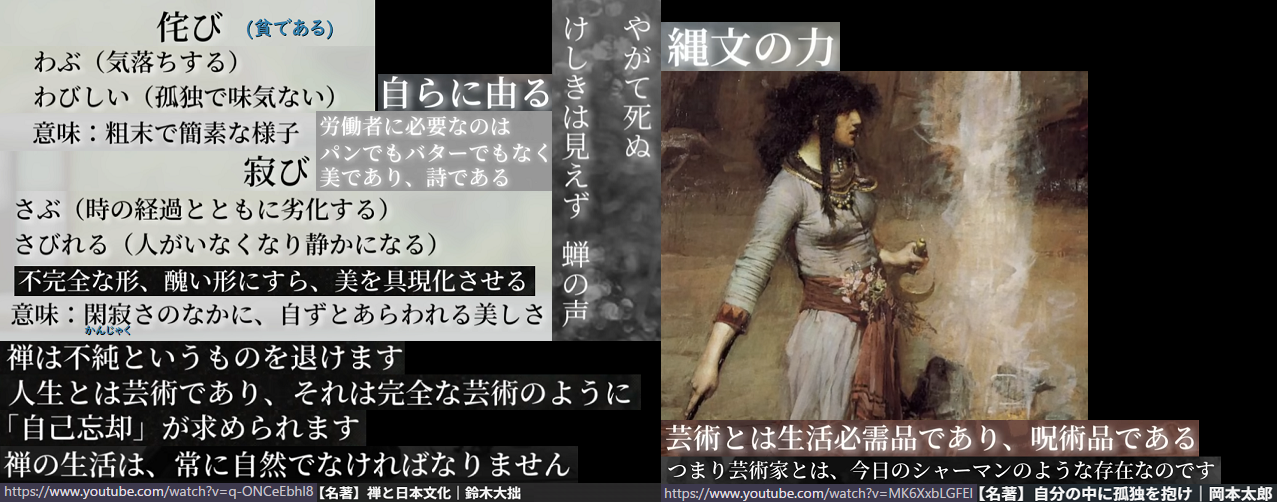 侘び (貧である)
わぶ（気落ちする）
わびしい（孤独で味気ない）
意味：粗末で簡素な様子
寂び
さぶ（時の経過とともに劣化する）
さびれる（人がいなくなり静かになる）
不完全な形、醜い形にすら、美を具現化させる
意味：閑寂さのなかに、自ずとあらわれる美しさ
かんじゃく
自らに由る
労働者に必要なのは
パンでもバターでもなく
美であり、詩である
やがて死ぬ
けしきは見えず 蝉の声
禅は不純というものを退けます
人生とは芸術であり、それは完全な芸術のように
「自己忘却」が求められます
禅の生活は、常に自然でなければなりません
https://www.youtube.com/watch?v=q-ONCeEbhI8【名著】禅と日本文化｜鈴木大拙
縄文の力
芸術とは生活必需品であり、呪術品である
つまり芸術家とは、今日のシャーマンのような存在なのです
https://www.youtube.com/watch?v=MK6XxbLGFEI【名著】自分の中に孤独を抱け｜岡本太郎